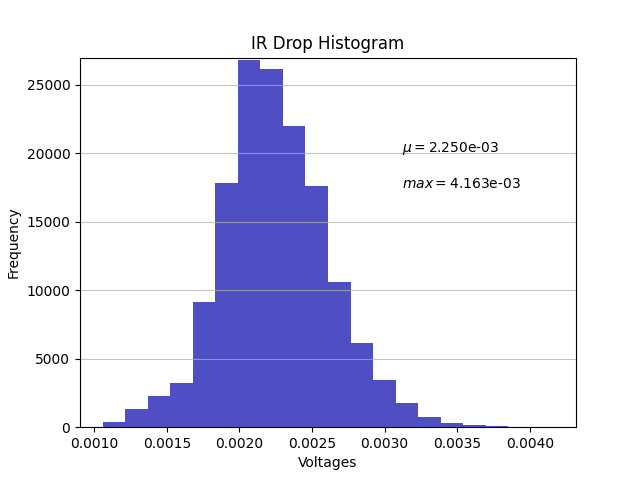 IR Drop Histogram
25000
20000
15000
10000
5000
0
Frequency
μ = 2.250e-03
max = 4.163e-03
0.0010 0.0015 0.0020 0.0025 0.0030 0.0035 0.0040
Voltages